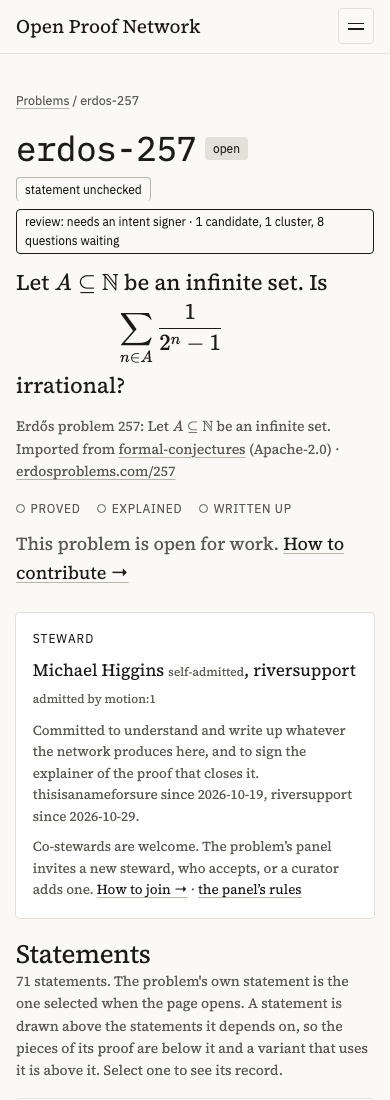 Open Proof Network
Problems / erdos-257
erdos-257 open
statement unchecked
review: needs an intent signer · 1 candidate, 1 cluster, 8
questions waiting
Let A ⊆ ℕ be an infinite set. Is
∑_{n∈A} 1/(2ⁿ − 1)
irrational?
Erdős problem 257: Let A ⊆ ℕ be an infinite set.
Imported from formal-conjectures (Apache-2.0) ·
erdosproblems.com/257
PROVED EXPLAINED WRITTEN UP
This problem is open for work. How to
contribute →
STEWARD
Michael Higgins self-admitted, riversupport
admitted by motion:1
Committed to understand and write up whatever
the network produces here, and to sign the
explainer of the proof that closes it.
thisisanameforsure since 2026-10-19, riversupport
since 2026-10-29.
Co-stewards are welcome. The problem’s panel
invites a new steward, who accepts, or a curator
adds one. How to join → · the panel’s rules
Statements
71 statements. The problem's own statement is the
one selected when the page opens. A statement is
drawn above the statements it depends on, so the
pieces of its proof are below it and a variant that uses
it is above it. Select one to see its record.